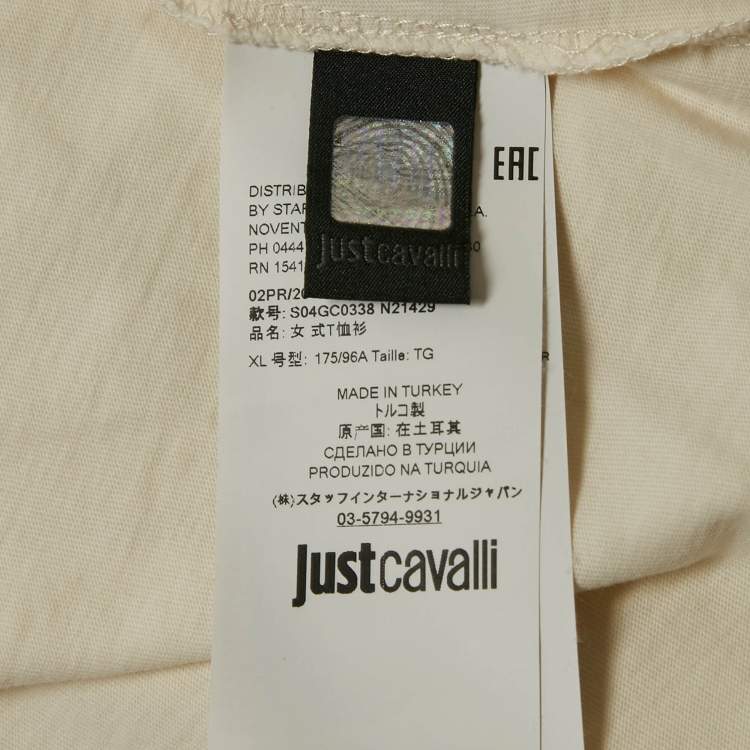 EAC
DISTRIB
BY STAF A.
NOVENT
PH 0444 60
RN 1541
justcavalli
02PR/20
款号: S04GC0338 N21429
品名: 女 式T恤衫
XL 号型: 175/96A Taille: TG
R
MADE IN TURKEY
トルコ製
原产国: 在土耳其
СДЕЛАНО В ТУРЦИИ
PRODUZIDO NA TURQUIA
(株)スタッフインターナショナルジャパン
03-5794-9931
justcavalli